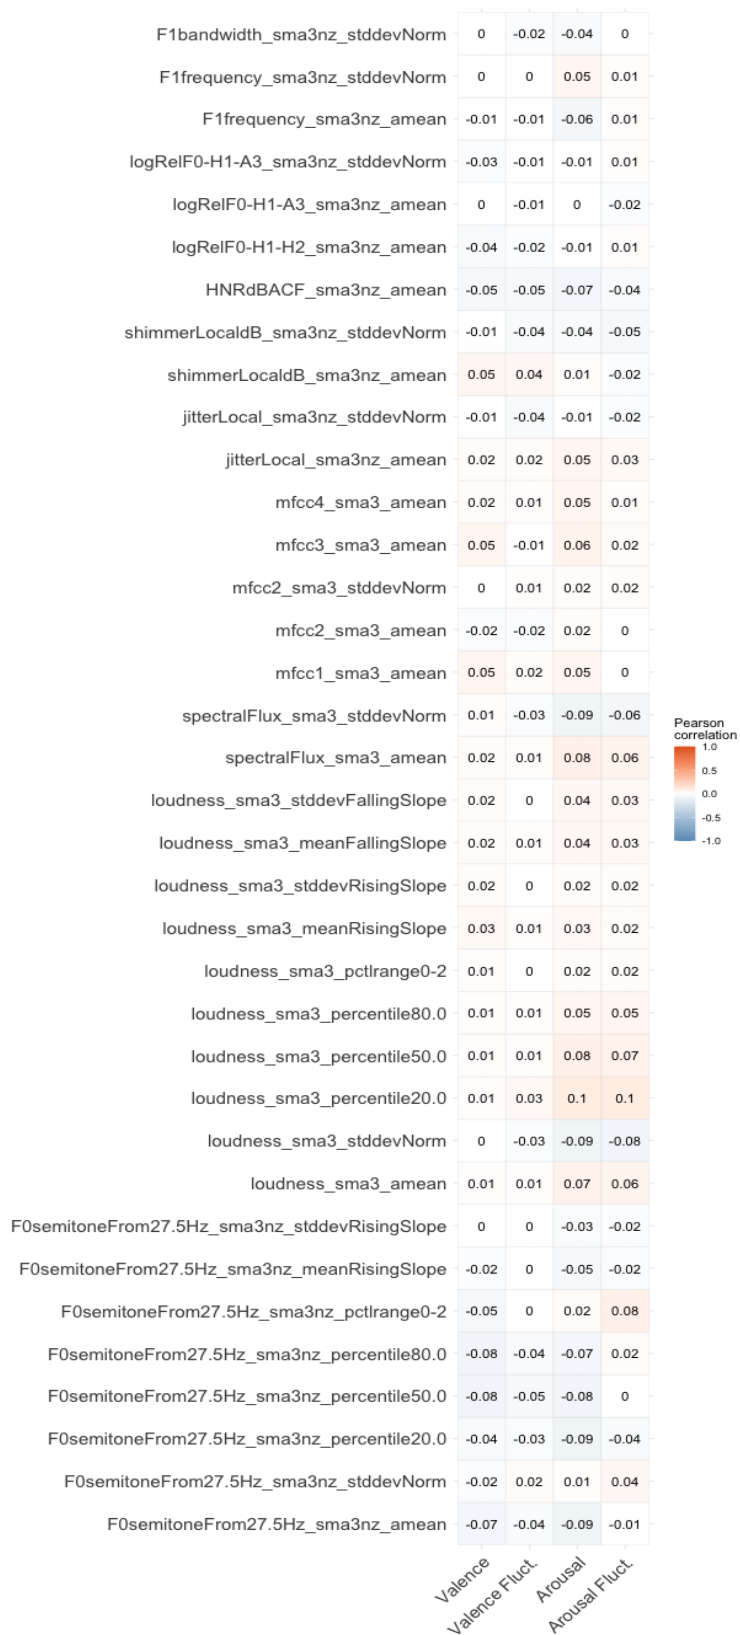 F1bandwidth_sma3nz_stddevNorm 0 -0.02 -0.04 0
F1frequency_sma3nz_stddevNorm 0 0 0.05 0.01
F1frequency_sma3nz_amean -0.01 -0.01 -0.06 0.01
logRelF0-H1-A3_sma3nz_stddevNorm -0.03 -0.01 -0.01 0.01
logRelF0-H1-A3_sma3nz_amean 0 -0.01 0 -0.02
logRelF0-H1-H2_sma3nz_amean -0.04 -0.02 -0.01 0.01
HNRdBACF_sma3nz_amean -0.05 -0.05 -0.07 -0.04
shimmerLocaldB_sma3nz_stddevNorm -0.01 -0.04 -0.04 -0.05
shimmerLocaldB_sma3nz_amean 0.05 0.04 0.01 -0.02
jitterLocal_sma3nz_stddevNorm -0.01 -0.04 -0.01 -0.02
jitterLocal_sma3nz_amean 0.02 0.02 0.05 0.03
mfcc4_sma3_amean 0.02 0.01 0.05 0.01
mfcc3_sma3_amean 0.05 -0.01 0.06 0.02
mfcc2_sma3_stddevNorm 0 0.01 0.02 0.02
mfcc2_sma3_amean -0.02 -0.02 0.02 0
mfcc1_sma3_amean 0.05 0.02 0.05 0
spectralFlux_sma3_stddevNorm 0.01 -0.03 -0.09 -0.06
spectralFlux_sma3_amean 0.02 0.01 0.08 0.06
loudness_sma3_stddevFallingSlope 0.02 0 0.04 0.03
loudness_sma3_meanFallingSlope 0.02 0.01 0.04 0.03
loudness_sma3_stddevRisingSlope 0.02 0 0.02 0.02
loudness_sma3_meanRisingSlope 0.03 0.01 0.03 0.02
loudness_sma3_pctlrange0-2 0.01 0 0.02 0.02
loudness_sma3_percentile80.0 0.01 0.01 0.05 0.05
loudness_sma3_percentile50.0 0.01 0.01 0.08 0.07
loudness_sma3_percentile20.0 0.01 0.03 0.1 0.1
loudness_sma3_stddevNorm 0 -0.03 -0.09 -0.08
loudness_sma3_amean 0.01 0.01 0.07 0.06
F0semitoneFrom27.5Hz_sma3nz_stddevRisingSlope 0 0 -0.03 -0.02
F0semitoneFrom27.5Hz_sma3nz_meanRisingSlope -0.02 0 -0.05 -0.02
F0semitoneFrom27.5Hz_sma3nz_pctlrange0-2 -0.05 0 0.02 0.08
F0semitoneFrom27.5Hz_sma3nz_percentile80.0 -0.08 -0.04 -0.07 0.02
F0semitoneFrom27.5Hz_sma3nz_percentile50.0 -0.08 -0.05 -0.08 0
F0semitoneFrom27.5Hz_sma3nz_percentile20.0 -0.04 -0.03 -0.09 -0.04
F0semitoneFrom27.5Hz_sma3nz_stddevNorm -0.02 0.02 0.01 0.04
F0semitoneFrom27.5Hz_sma3nz_amean -0.07 -0.04 -0.09 -0.01
Valence
Valence Fluct.
Arousal
Arousal Fluct.
Pearson
correlation
1.0
0.5
0.0
-0.5
-1.0